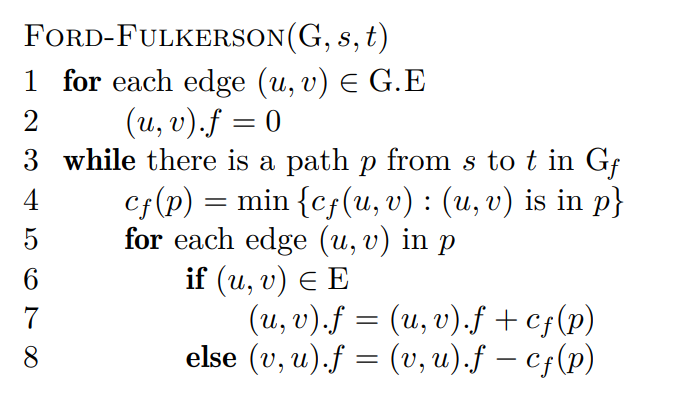 FORD-FULKERSON(G, s, t)
1 for each edge (u, v) ∈ G.E
2 (u, v).f = 0
3 while there is a path p from s to t in G_f
4 c_f(p) = min {c_f(u, v) : (u, v) is in p}
5 for each edge (u, v) in p
6 if (u, v) ∈ E
7 (u, v).f = (u, v).f + c_f(p)
8 else (v, u).f = (v, u).f − c_f(p)